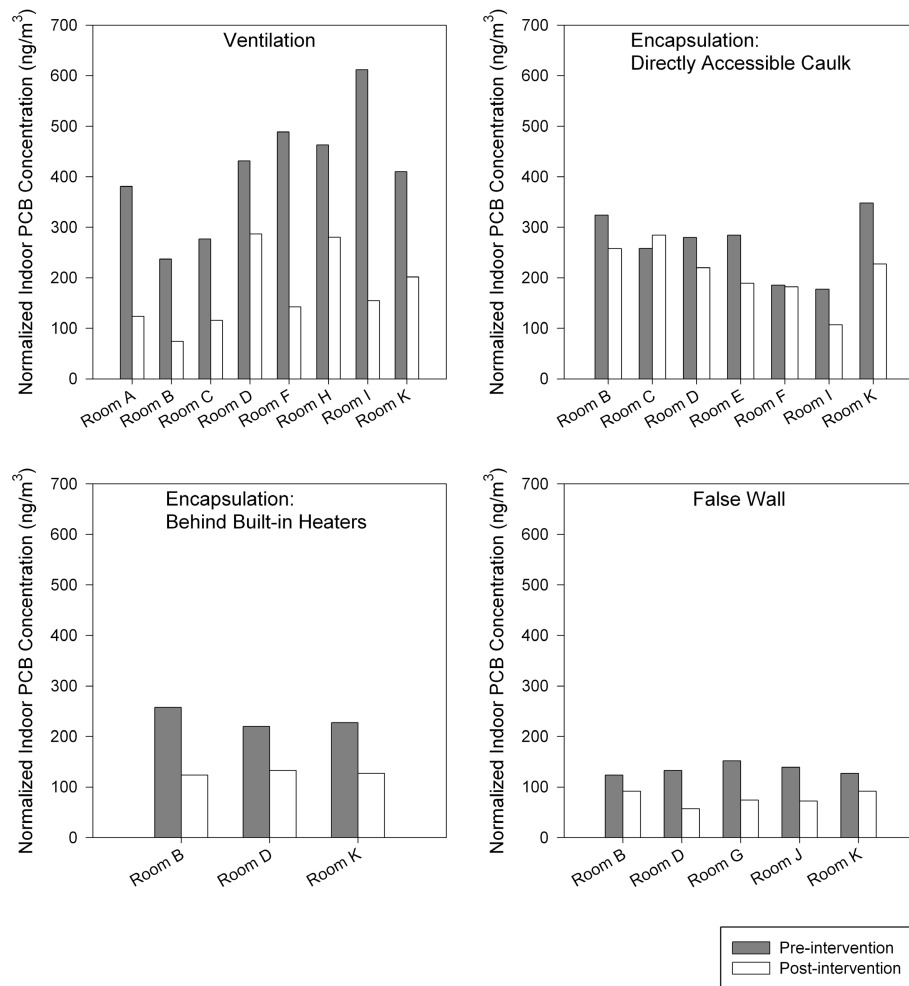 Ventilation
Normalized Indoor PCB Concentration (ng/m³)
700
600
500
400
300
200
100
0
Room A
Room B
Room C
Room D
Room F
Room H
Room I
Room K
Encapsulation:
Directly Accessible Caulk
Normalized Indoor PCB Concentration (ng/m³)
700
600
500
400
300
200
100
0
Room B
Room C
Room D
Room E
Room F
Room I
Room K
Encapsulation:
Behind Built-in Heaters
Normalized Indoor PCB Concentration (ng/m³)
700
600
500
400
300
200
100
0
Room B
Room D
Room K
False Wall
Normalized Indoor PCB Concentration (ng/m³)
700
600
500
400
300
200
100
0
Room B
Room D
Room G
Room J
Room K
Pre-intervention
Post-intervention